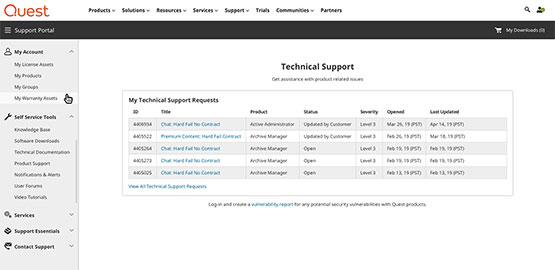 Quest
Products Solutions Resources Services Support Trials Communities Partners
Support Portal
My Downloads (0)
My Account
My License Assets
My Products
My Groups
My Warranty Assets
Self Service Tools
Knowledge Base
Software Downloads
Technical Documentation
Product Support
Notifications & Alerts
User Forums
Video Tutorials
Services
Support Essentials
Contact Support
Technical Support
Get assistance with product related issues
My Technical Support Requests
ID Title Product Status Severity Opened Last Updated
4406934 Chat: Hard Fail No Contract Active Administrator Updated by Customer Level 3 Mar 26, 19 (PST) Apr 14, 19 (PST)
4405522 Premium Content: Hard Fail Contract Archive Manager Updated by Customer Level 3 Feb 26, 19 (PST) Mar 18, 19 (PST)
4405264 Chat: Hard Fail No Contract Archive Manager Open Level 3 Feb 19, 19 (PST) Feb 19, 19 (PST)
4405273 Chat: Hard Fail No Contract Archive Manager Open Level 3 Feb 19, 19 (PST) Feb 19, 19 (PST)
4405025 Chat: Hard Fail No Contract Archive Manager Open Level 3 Feb 13, 19 (PST) Feb 13, 19 (PST)
View All Technical Support Requests
Log-in and create a vulnerability report for any potential security vulnerabilities with Quest products.